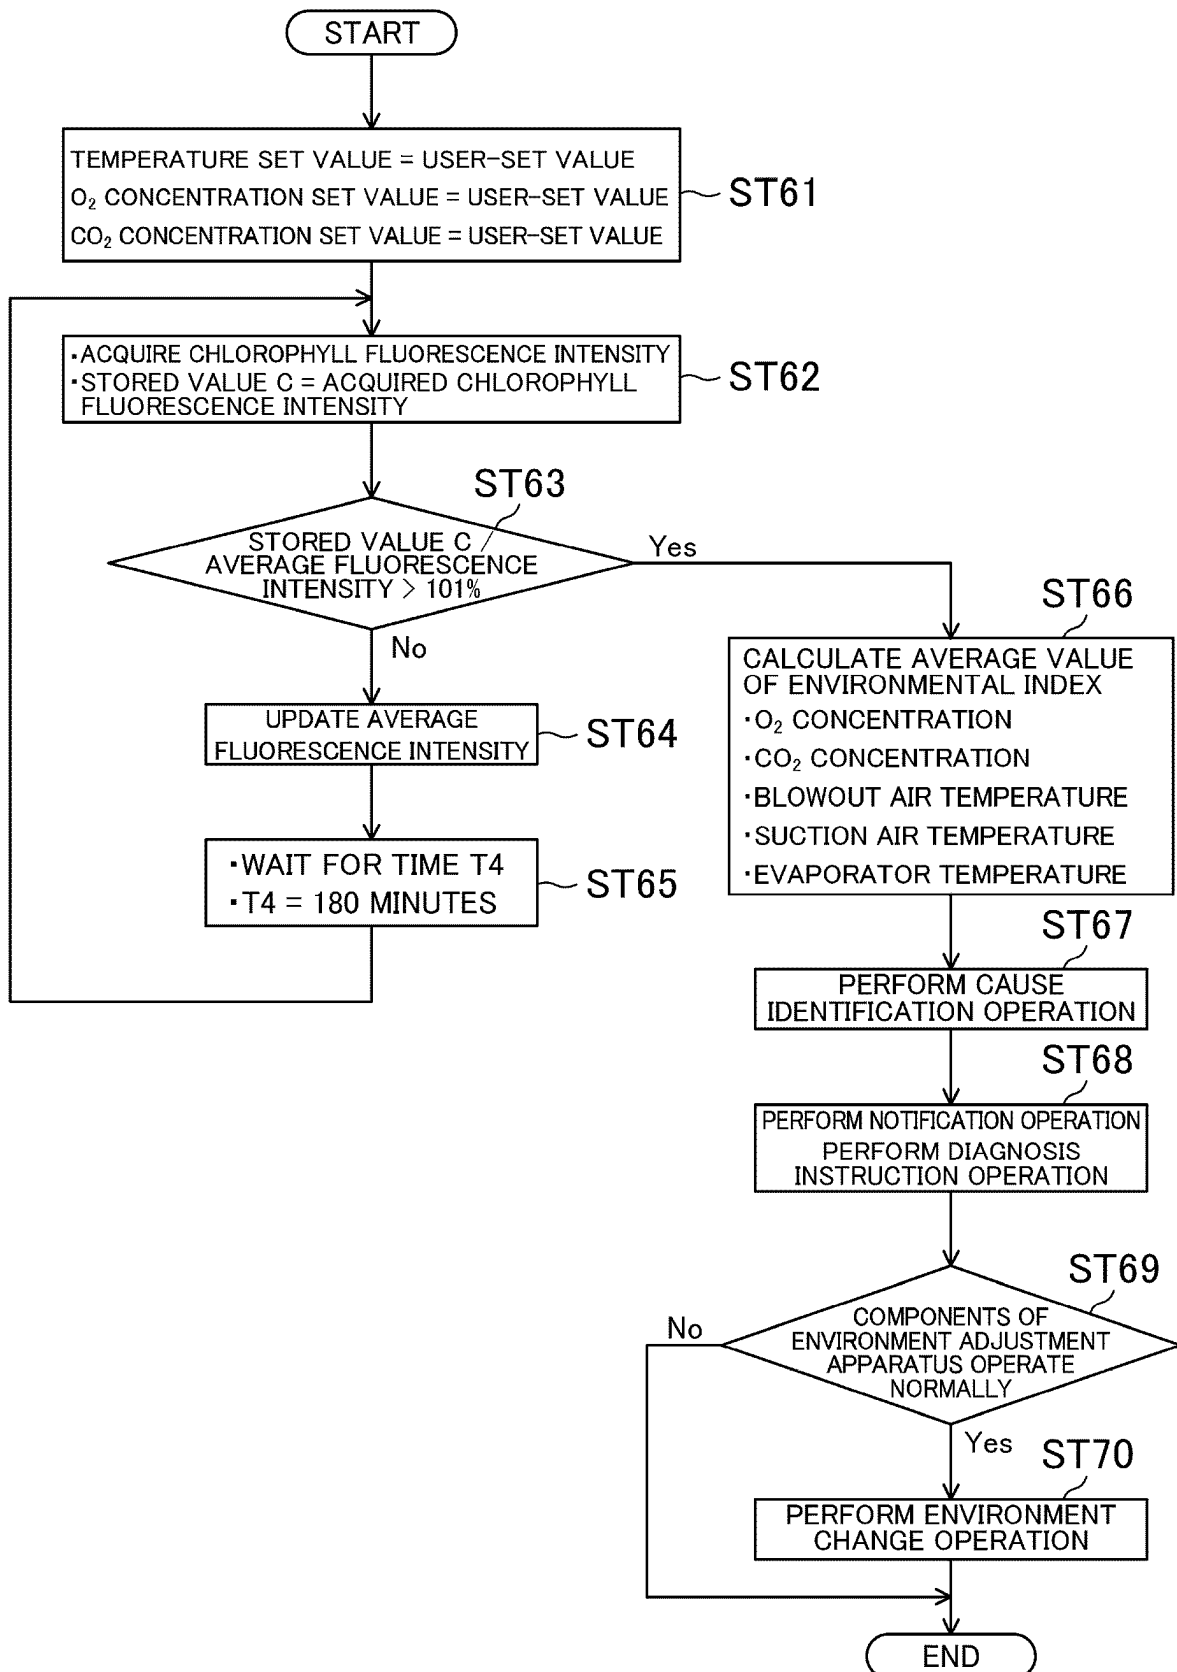 START
TEMPERATURE SET VALUE = USER-SET VALUE
O₂ CONCENTRATION SET VALUE = USER-SET VALUE
CO₂ CONCENTRATION SET VALUE = USER-SET VALUE
ST61
・ACQUIRE CHLOROPHYLL FLUORESCENCE INTENSITY
・STORED VALUE C = ACQUIRED CHLOROPHYLL
FLUORESCENCE INTENSITY
ST62
ST63
STORED VALUE C /
AVERAGE FLUORESCENCE
INTENSITY > 101%
Yes
No
UPDATE AVERAGE
FLUORESCENCE INTENSITY
ST64
・WAIT FOR TIME T4
・T4 = 180 MINUTES
ST65
ST66
CALCULATE AVERAGE VALUE
OF ENVIRONMENTAL INDEX
・O₂ CONCENTRATION
・CO₂ CONCENTRATION
・BLOWOUT AIR TEMPERATURE
・SUCTION AIR TEMPERATURE
・EVAPORATOR TEMPERATURE
ST67
PERFORM CAUSE
IDENTIFICATION OPERATION
ST68
PERFORM NOTIFICATION OPERATION
PERFORM DIAGNOSIS
INSTRUCTION OPERATION
ST69
COMPONENTS OF
ENVIRONMENT ADJUSTMENT
APPARATUS OPERATE
NORMALLY
No
Yes
ST70
PERFORM ENVIRONMENT
CHANGE OPERATION
END